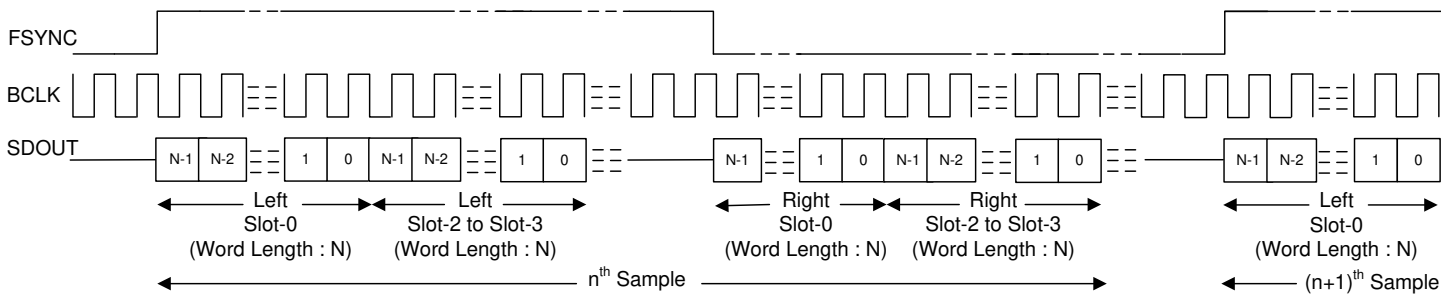 FSYNC
BCLK
SDOUT
N-1 N-2 1 0 N-1 N-2 1 0 N-1 1 0 N-1 N-2 1 0 N-1 N-2 1 0
Left Left Right Right Left
Slot-0 Slot-2 to Slot-3 Slot-0 Slot-2 to Slot-3 Slot-0
(Word Length : N) (Word Length : N) (Word Length : N) (Word Length : N) (Word Length : N)
nth Sample (n+1)th Sample